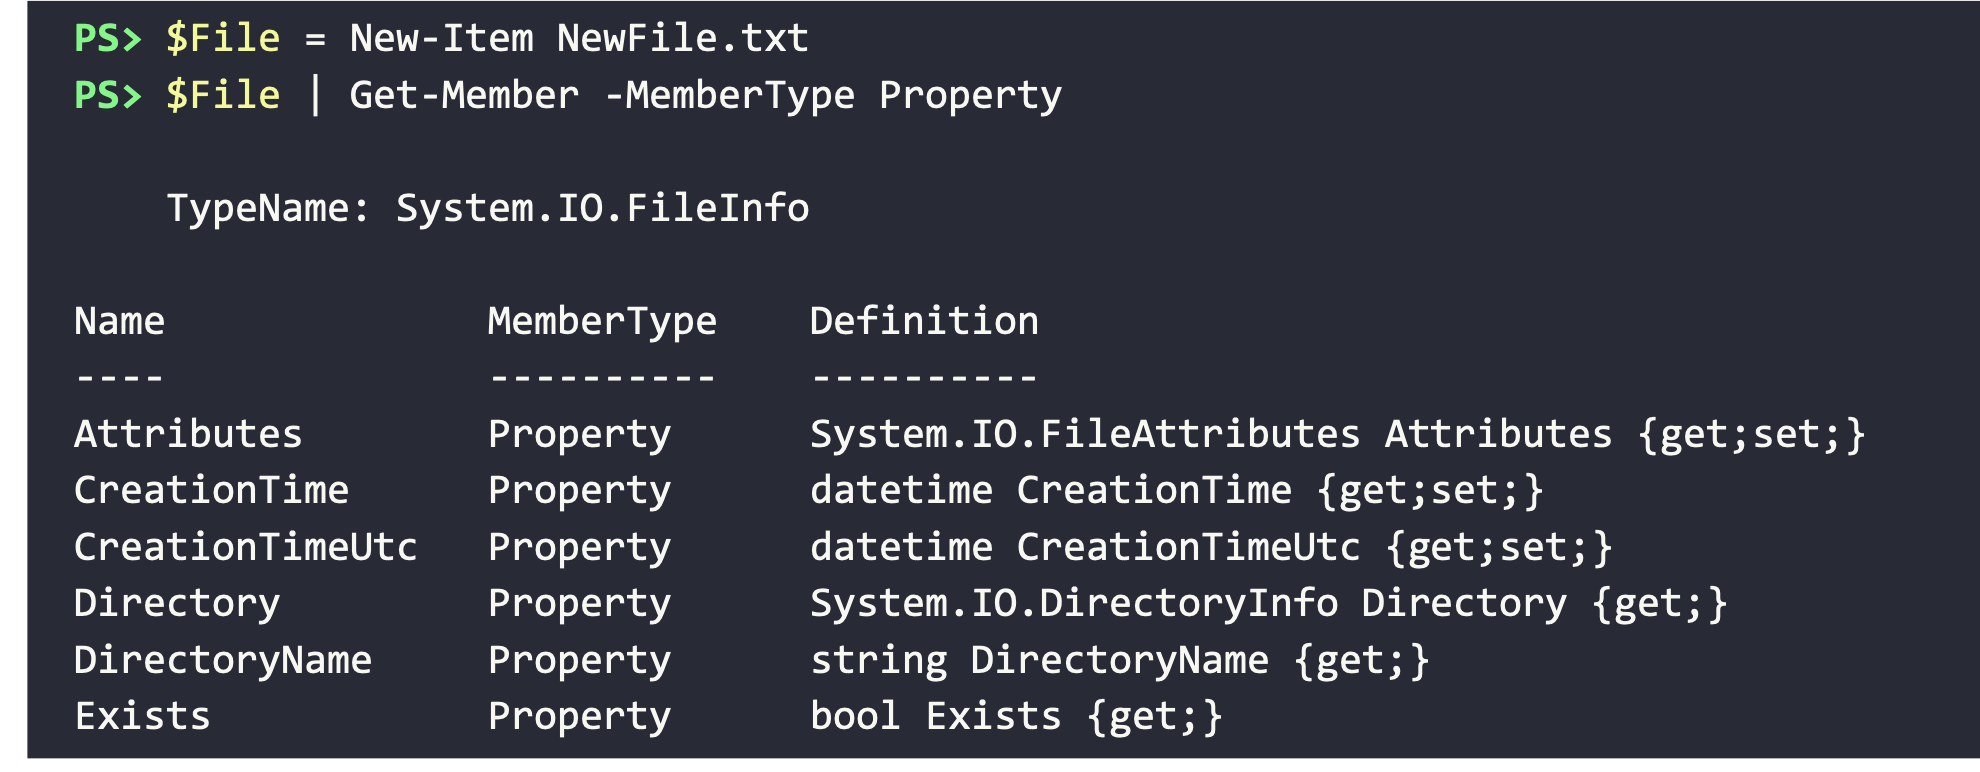 PS> $File = New-Item NewFile.txt
PS> $File | Get-Member -MemberType Property
TypeName: System.IO.FileInfo
Name MemberType Definition
---- ---------- ----------
Attributes Property System.IO.FileAttributes Attributes {get;set;}
CreationTime Property datetime CreationTime {get;set;}
CreationTimeUtc Property datetime CreationTimeUtc {get;set;}
Directory Property System.IO.DirectoryInfo Directory {get;}
DirectoryName Property string DirectoryName {get;}
Exists Property bool Exists {get;}